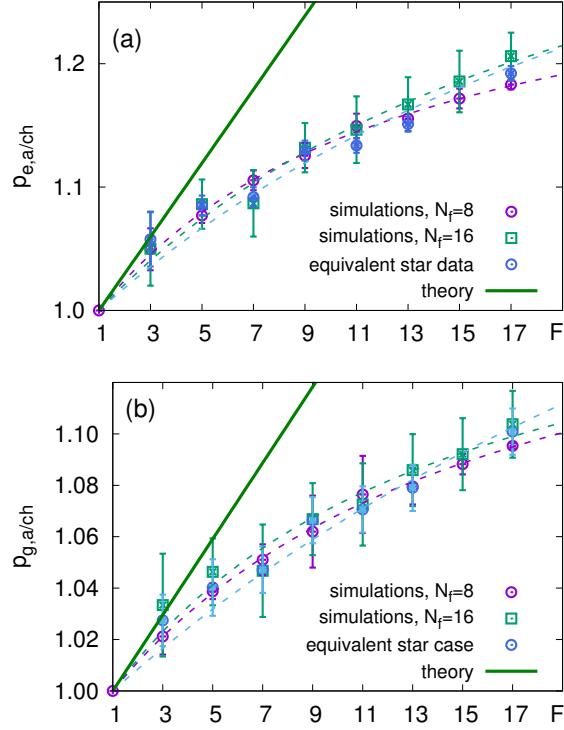 (a)
1.2
1.1
1.0
p e,a/ch
simulations, N_f=8
simulations, N_f=16
equivalent star data
theory
1 3 5 7 9 11 13 15 17 F
(b)
1.10
1.08
1.06
1.04
1.02
1.00
p g,a/ch
simulations, N_f=8
simulations, N_f=16
equivalent star case
theory
1 3 5 7 9 11 13 15 17 F